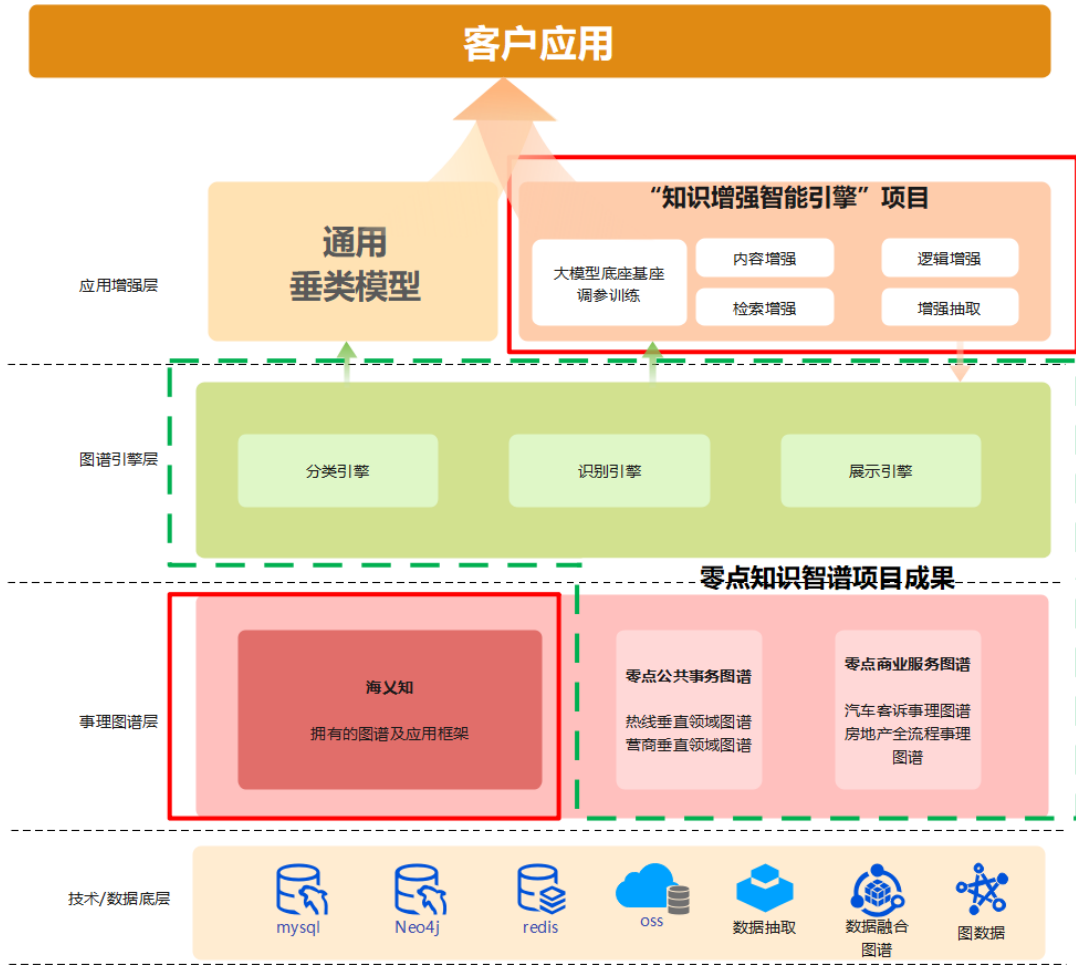 客户应用
“知识增强智能引擎”项目
通用
垂类模型
大模型底座基座
调参训练
内容增强
逻辑增强
检索增强
增强抽取
应用增强层
图谱引擎层
分类引擎
识别引擎
展示引擎
零点知识智谱项目成果
事理图谱层
海乂知
拥有的图谱及应用框架
零点公共事务图谱
热线垂直领域图谱
营商垂直领域图谱
零点商业服务图谱
汽车客诉事理图谱
房地产全流程事理
图谱
技术/数据底层
mysql
Neo4j
redis
oss
数据抽取
数据融合
图谱
图数据